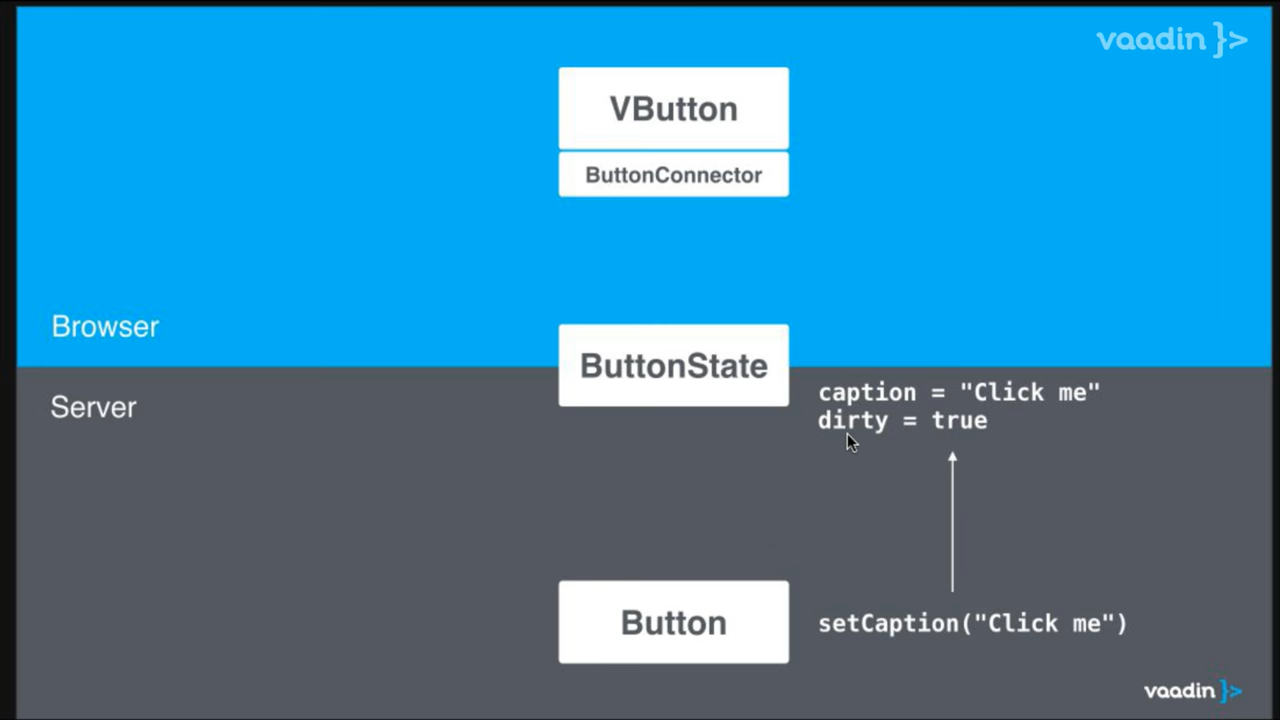 vaadin }>
VButton
ButtonConnector
Browser
ButtonState
Server
caption = "Click me"
dirty = true
Button
setCaption("Click me")
vaadin }>